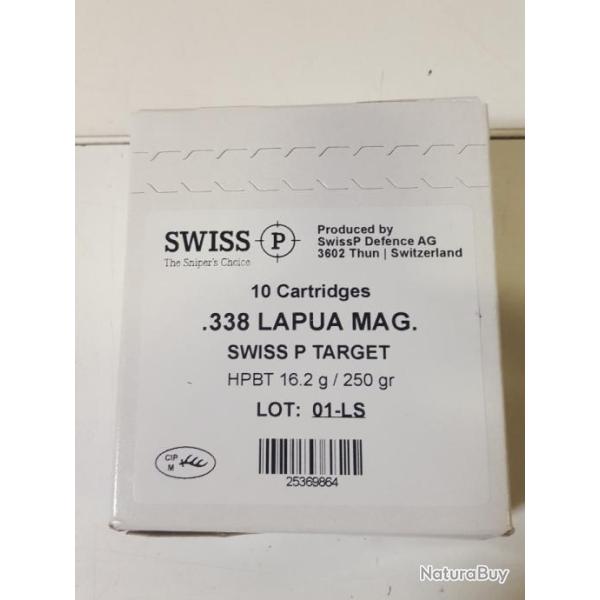 SWISS P
The Sniper's Choice
Produced by
SwissP Defence AG
3602 Thun | Switzerland
10 Cartridges
.338 LAPUA MAG.
SWISS P TARGET
HPBT 16.2 g / 250 gr
LOT: 01-LS
CIP
M
25369864
NaturaBuy